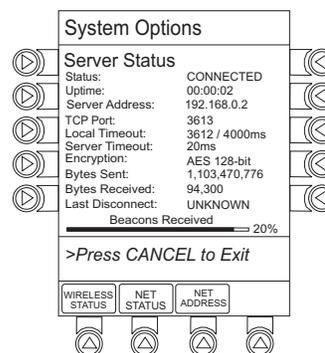 System Options
Server Status
Status: CONNECTED
Uptime: 00:00:02
Server Address: 192.168.0.2
TCP Port: 3613
Local Timeout: 3612 / 4000ms
Server Timeout: 20ms
Encryption: AES 128-bit
Bytes Sent: 1,103,470,776
Bytes Received: 94,300
Last Disconnect: UNKNOWN
Beacons Received
20%
>Press CANCEL to Exit
WIRELESS STATUS
NET STATUS
NET ADDRESS